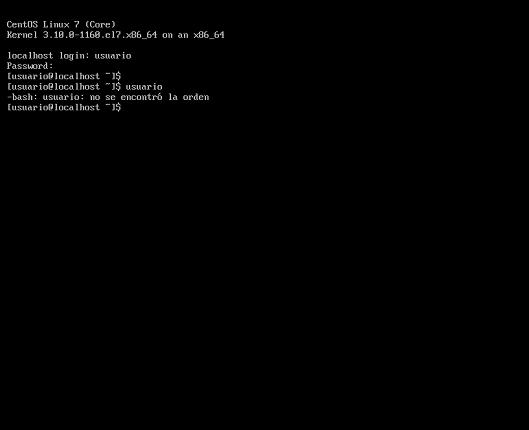 CentOS Linux 7 (Core)
Kernel 3.10.0-1160.el7.x86_64 on an x86_64
localhost login: usuario
Password:
[usuario@localhost ~]$
[usuario@localhost ~]$ usuario
-bash: usuario: no se encontró la orden
[usuario@localhost ~]$